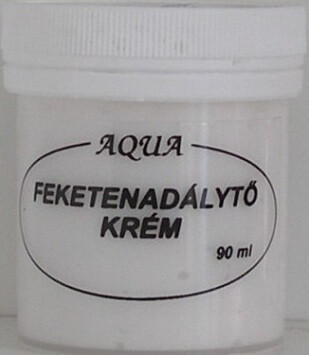 AQUA
FEKETENADÁLYTŐ
KRÉM
90 ml